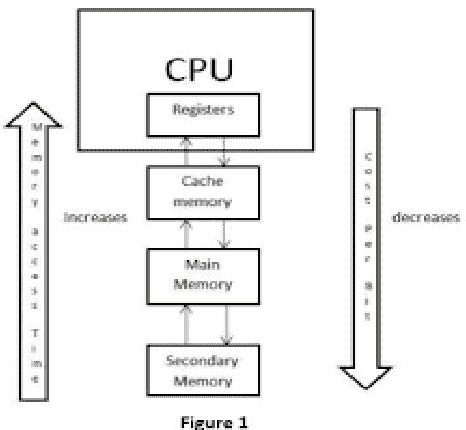 CPU
Registers
Cache
memory
Main
Memory
Secondary
Memory
Memory access Time
Increases
Cost Per Bit
decreases
Figure 1